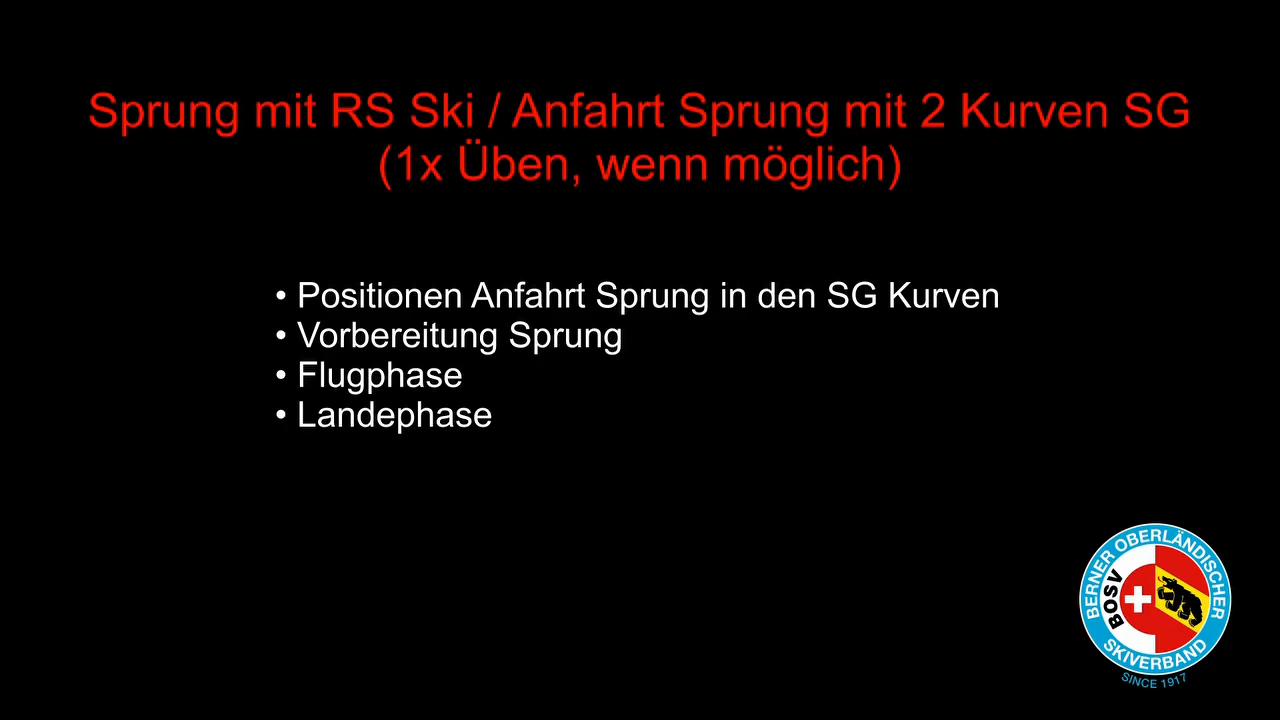 Sprung mit RS Ski / Anfahrt Sprung mit 2 Kurven SG
(1x Üben, wenn möglich)
• Positionen Anfahrt Sprung in den SG Kurven
• Vorbereitung Sprung
• Flugphase
• Landephase
BERNER OBERLÄNDISCHER
BOSV
SKIVERBAND
SINCE 1917